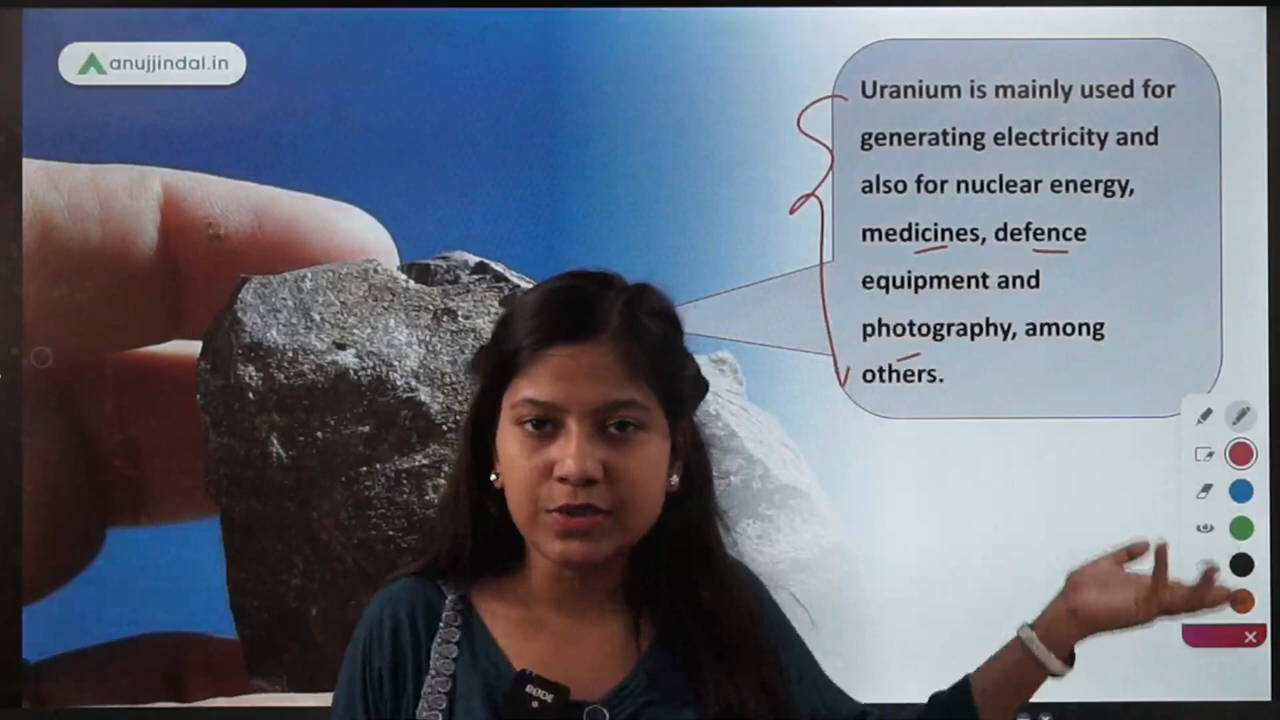 anujjindal.in
Uranium is mainly used for
generating electricity and
also for nuclear energy,
medicines, defence
equipment and
photography, among
others.
RODE